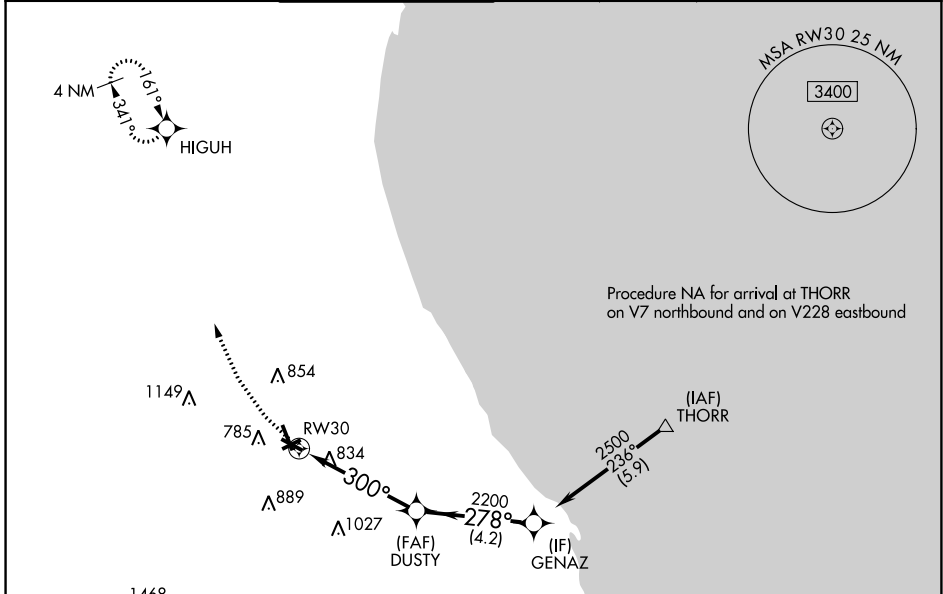 MSA RW30 25 NM
3400
4 NM
161°
341°
HIGUH
Procedure NA for arrival at THORR
on V7 northbound and on V228 eastbound
854
1149
785
RW30
834
(IAF)
THORR
2500
236°
(5.9)
300°
889
1027
2200
278°
(4.2)
(FAF)
DUSTY
(IF)
GENAZ
1468